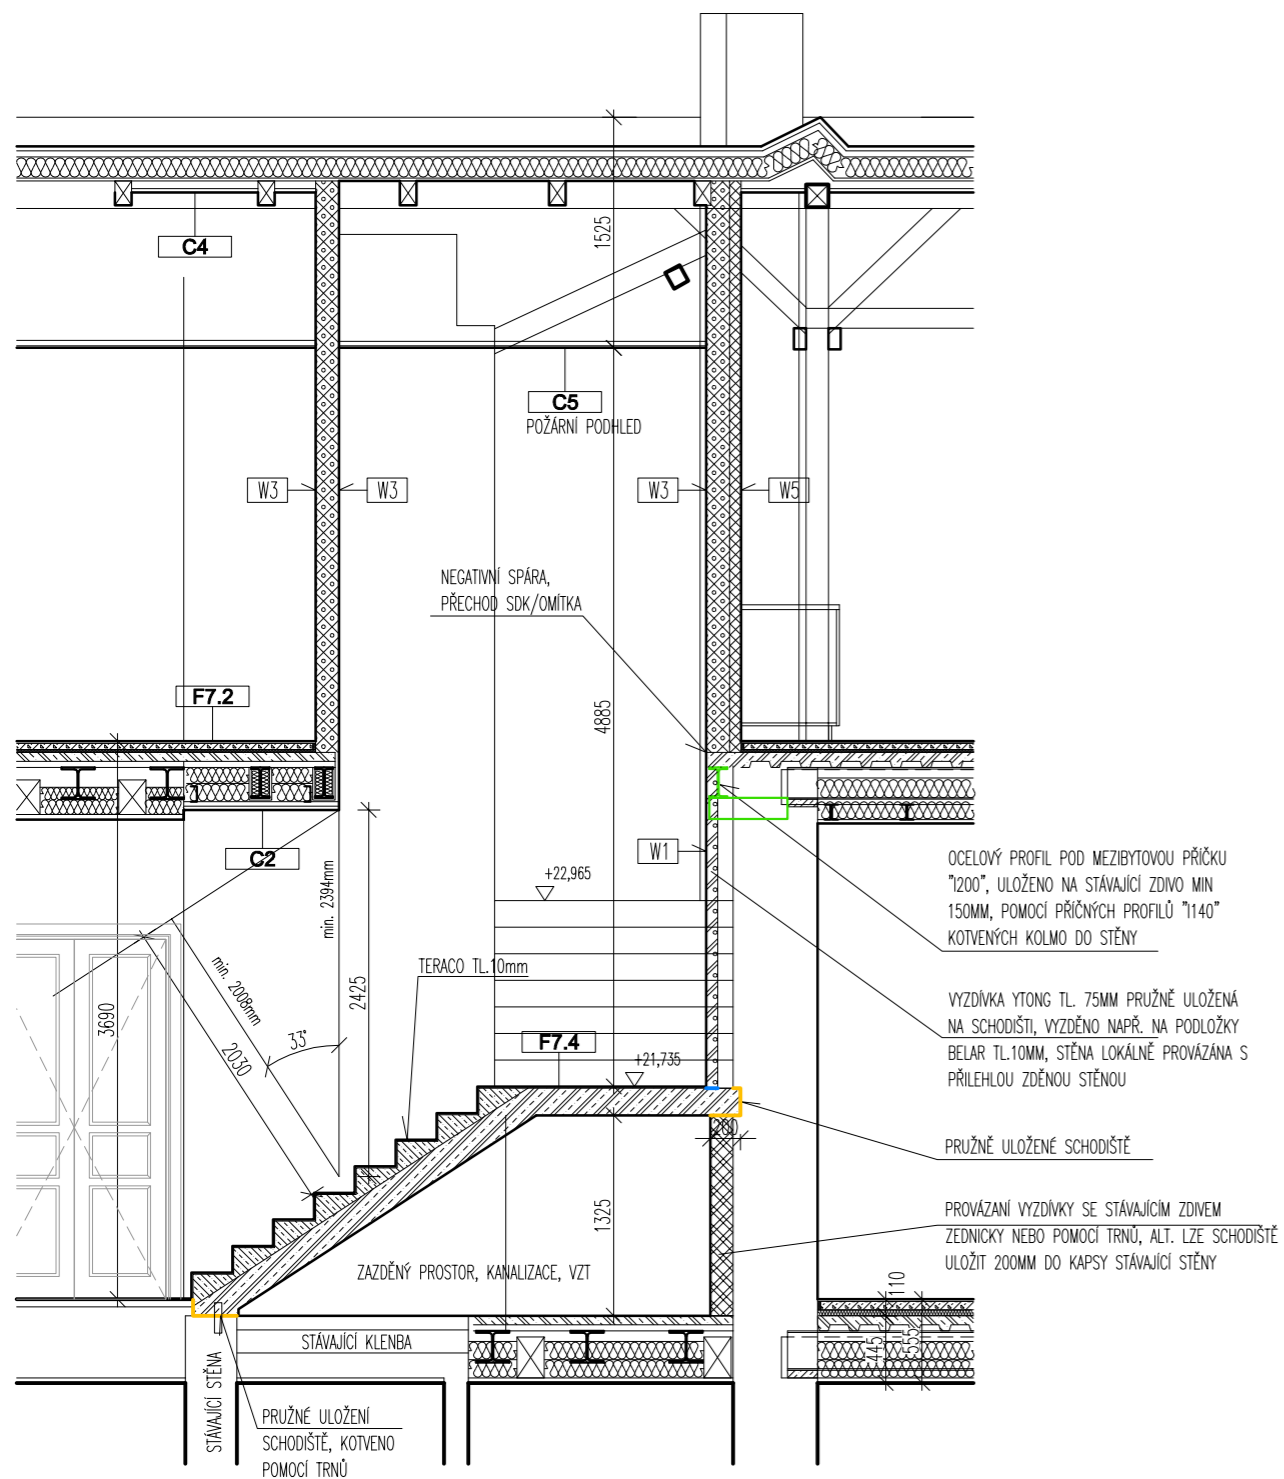 1525
C4
C5
POŽÁRNÍ PODHLED
W3
W3
W3
W5
NEGATIVNÍ SPÁRA,
PŘECHOD SDK/OMÍTKA
F7.2
4885
C2
W1
min. 2394mm
+22,965
OCELOVÝ PROFIL POD MEZIBYTOVOU PŘÍČKU
"I200", ULOŽENO NA STÁVAJÍCÍ ZDIVO MIN
150MM, POMOCÍ PŘÍČNÝCH PROFILŮ "I140"
KOTVENÝCH KOLMO DO STĚNY
TERACO TL.10mm
min. 2008mm
2425
3690
2030
33°
VYZDÍVKA YTONG TL. 75MM PRUŽNĚ ULOŽENÁ
NA SCHODIŠTI, VYZDĚNO NAPŘ. NA PODLOŽKY
BELAR TL.10MM, STĚNA LOKÁLNĚ PROVÁZÁNA S
PŘILEHLOU ZDĚNOU STĚNOU
F7.4
+21,735
200
PRUŽNĚ ULOŽENÉ SCHODIŠTĚ
1325
PROVÁZANÍ VYZDÍVKY SE STÁVAJÍCÍM ZDIVEM
ZEDNICKY NEBO POMOCÍ TRNŮ, ALT. LZE SCHODIŠTĚ
ULOŽIT 200MM DO KAPSY STÁVAJÍCÍ STĚNY
ZAZDĚNÝ PROSTOR, KANALIZACE, VZT
110
STÁVAJÍCÍ KLENBA
445
555
STÁVAJÍCÍ STĚNA
PRUŽNÉ ULOŽENÍ
SCHODIŠTĚ, KOTVENO
POMOCÍ TRNŮ